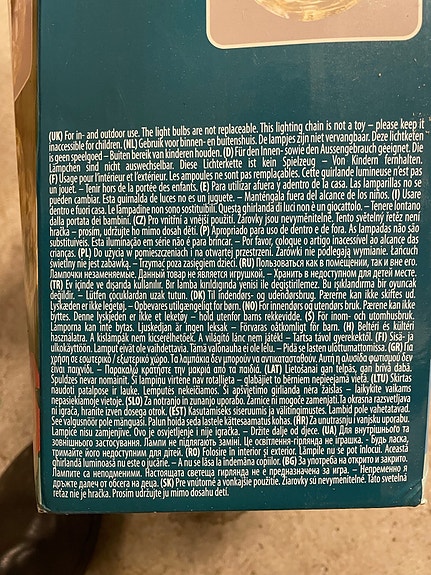 (UK) For in- and outdoor use. The light bulbs are not replaceable. This lighting chain is not a toy – please keep it
inaccessible for children. (NL) Gebruik voor binnen- en buitenshuis. De lampjes zijn niet vervangbaar. Deze lichtketen
is geen speelgoed – Buiten bereik van kinderen houden. (D) Für den Innen- sowie den Aussengebrauch geeignet. Die
Lämpchen sind nicht auswechselbar. Diese Lichterkette ist kein Spielzeug – Von Kindern fernhalten.
(F) Usage pour l'intérieur et l'extérieur. Les ampoules ne sont pas remplaçables. Cette guirlande lumineuse n'est pas
un jouet. – Tenir hors de la portée des enfants. (E) Para utilizar afuera y adentro de la casa. Las lamparillas no se
pueden cambiar. Esta guirnalda de luces no es un juguete. – Manténgala fuera del alcance de los niños. (I) Usare
dentro e fuori casa. Le lampadine non sono sostituibili. Questa ghirlanda di luci non è un giocattolo. – Tenere lontano
dalla portata dei bambini. (CZ) Pro vnitřní a vnější použití. Žárovky jsou nevyměnitelné. Tento světelný řetěz není
hračka – prosím, udržujte ho mimo dosah dětí. (P) Apropriado para uso de dentro e de fora. As lampadas não são
substituíveis. Esta iluminação em série não é para brincar. – Por favor, coloque o artigo inacessível ao alcance das
crianças. (PL) Do użycia w pomieszczeniach i na otwartej przestrzeni. Żarówki nie podlegają wymianie. Łańcuch
świetlny nie jest zabawką. – Trzymać poza zasięgiem dzieci. (RU) Пользоваться как в помещении, так и вне его.
Лампочки незаменяемые. Данный товар не является игрушкой. – Хранить в недоступном для детей месте.
(TR) Ev içinde ve dışarıda kullanılır. Bir lamba kırıldığında yenisi ile değiştirilemez. Bu ışıklandırma bir oyuncak
değildir. – Lütfen çocuklardan uzak tutun. (DK) Til indendørs- og udendørsbrug. Pærerne kan ikke skiftes ud.
Lyskæden er ikke legetøj. – Opbevares utilgængeligt for børn. (NO) For innendørs og utendørs bruk. Pærene kan ikke
byttes. Denne lyskjeden er ikke et leketøy – hold utenfor barns rekkevidde. (S) För inom- och utomhusbruk.
Lamporna kan inte bytas. Ljuskedjan är ingen leksak – Förvaras oåtkomligt för barn. (H) Beltéri és kültéri
használatra. A kislámpák nem kicserélhetőek. A világító lánc nem játék! – Tartsa távol gyerekektől. (FI) Sisä- ja
ulkokäyttöön. Lamput eivät ole vaihdettavia. Tämä valonauha ei ole lelu. – Pidä se lasten ulottumattomissa. (GR) Για
χρήση σε εσωτερικό / εξωτερικό χώρο. Τα λαμπάκια δεν μπορούν να αντικατασταθούν. Αυτή η αλυσίδα φωτισμού δεν
είναι παιχνίδι. – Παρακαλώ κρατήστε την μακριά από τα παιδιά. (LAT) Lietošanai gan telpās, gan brīvā dabā.
Spuldzes nevar nomainīt. Šī lampiņu virtene nav rotaļlieta – glabājiet to bērniem nepieejamā vietā. (LTU) Skirtas
naudoti patalpose ir lauke. Lemputės nekeičiamos. Ši apšvietimo girlianda nėra žaislas – laikykite vaikams
nepasiekiamoje vietoje. (SLO) Za notranjo in zunanjo uporabo. Žarnice ni mogoče zamenjati. Ta okrasna razsvetljava
ni igrača, hranite izven dosega otrok. (EST) Kasutamiseks siseruumis ja välitingimustes. Lambid pole vahetatavad.
See valgusnöör pole mänguasi. Palun hoida seda lastele kättesaamatus kohas. (HR) Za unutrasnju i vanjsku uporabu.
Lampice nisu zamjenjive. Ovo je osvjetljenje i nije igračka. – Držite dalje od djece. (UA) Для внутрішнього та
зовнішнього застосування. Лампи не підлягають заміні. Це освітлення-гірлянда не іграшка. - будь ласка,
тримайте його недоступним для дітей. (RO) Folosire în interior şi exterior. Lămpile nu se pot înlocui. Această
ghirlandă luminoasă nu este o jucărie. – A nu se lăsa la îndemâna copiilor. (BG) За употреба на открито и закрито.
Лампите са неподменими. Настоящата светеща гирлянда не е предназначена за игра. – Непременно я
дръжте далеч от обсега на деца. (SK) Pre vnútorné a vonkajšie použitie. Žiarovky sú nevymeniteľné. Táto svetelná
reťaz nie je hračka. Prosím udržujte ju mimo dosahu detí.